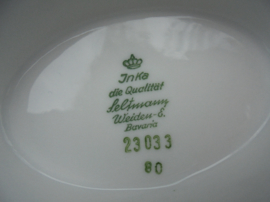 Inka
die Qualität
Seltmann
Weiden-G.
Bavaria
23033
80